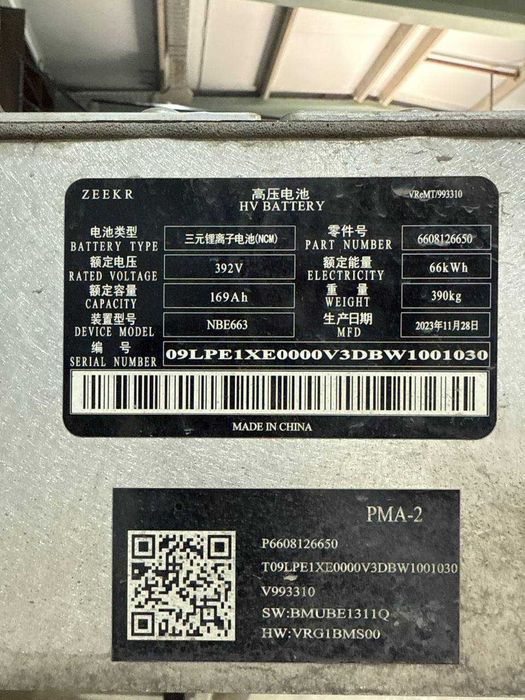 ZEEKR
高压电池
HV BATTERY
VReMT/993310
电池类型
BATTERY TYPE
三元锂离子电池(NCM)
零件号
PART NUMBER
6608126650
额定电压
RATED VOLTAGE
392V
额定能量
ELECTRICITY
66kWh
额定容量
CAPACITY
169Ah
重 量
WEIGHT
390kg
装置型号
DEVICE MODEL
NBE663
生产日期
MFD
2023年11月28日
编 号
SERIAL NUMBER
09LPE1XE0000V3DBW1001030
MADE IN CHINA
PMA-2
P6608126650
T09LPE1XE0000V3DBW1001030
V993310
SW:BMUBE1311Q
HW:VRG1BMS00